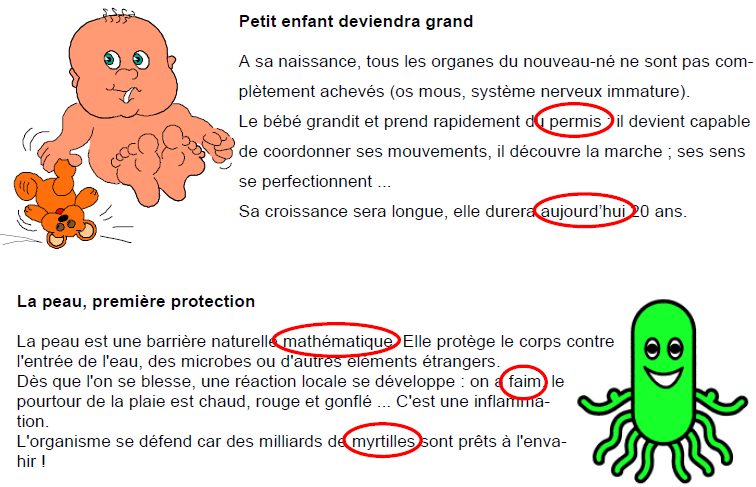 Petit enfant deviendra grand
A sa naissance, tous les organes du nouveau-né ne sont pas com-
plètement achevés (os mous, système nerveux immature).
Le bébé grandit et prend rapidement du permis : il devient capable
de coordonner ses mouvements, il découvre la marche ; ses sens
se perfectionnent ...
Sa croissance sera longue, elle durera aujourd'hui 20 ans.
La peau, première protection
La peau est une barrière naturelle mathématique. Elle protège le corps contre
l'entrée de l'eau, des microbes ou d'autres éléments étrangers.
Dès que l'on se blesse, une réaction locale se développe : on a faim, le
pourtour de la plaie est chaud, rouge et gonflé ... C'est une inflamma-
tion.
L'organisme se défend car des milliards de myrtilles sont prêts à l'enva-
hir !